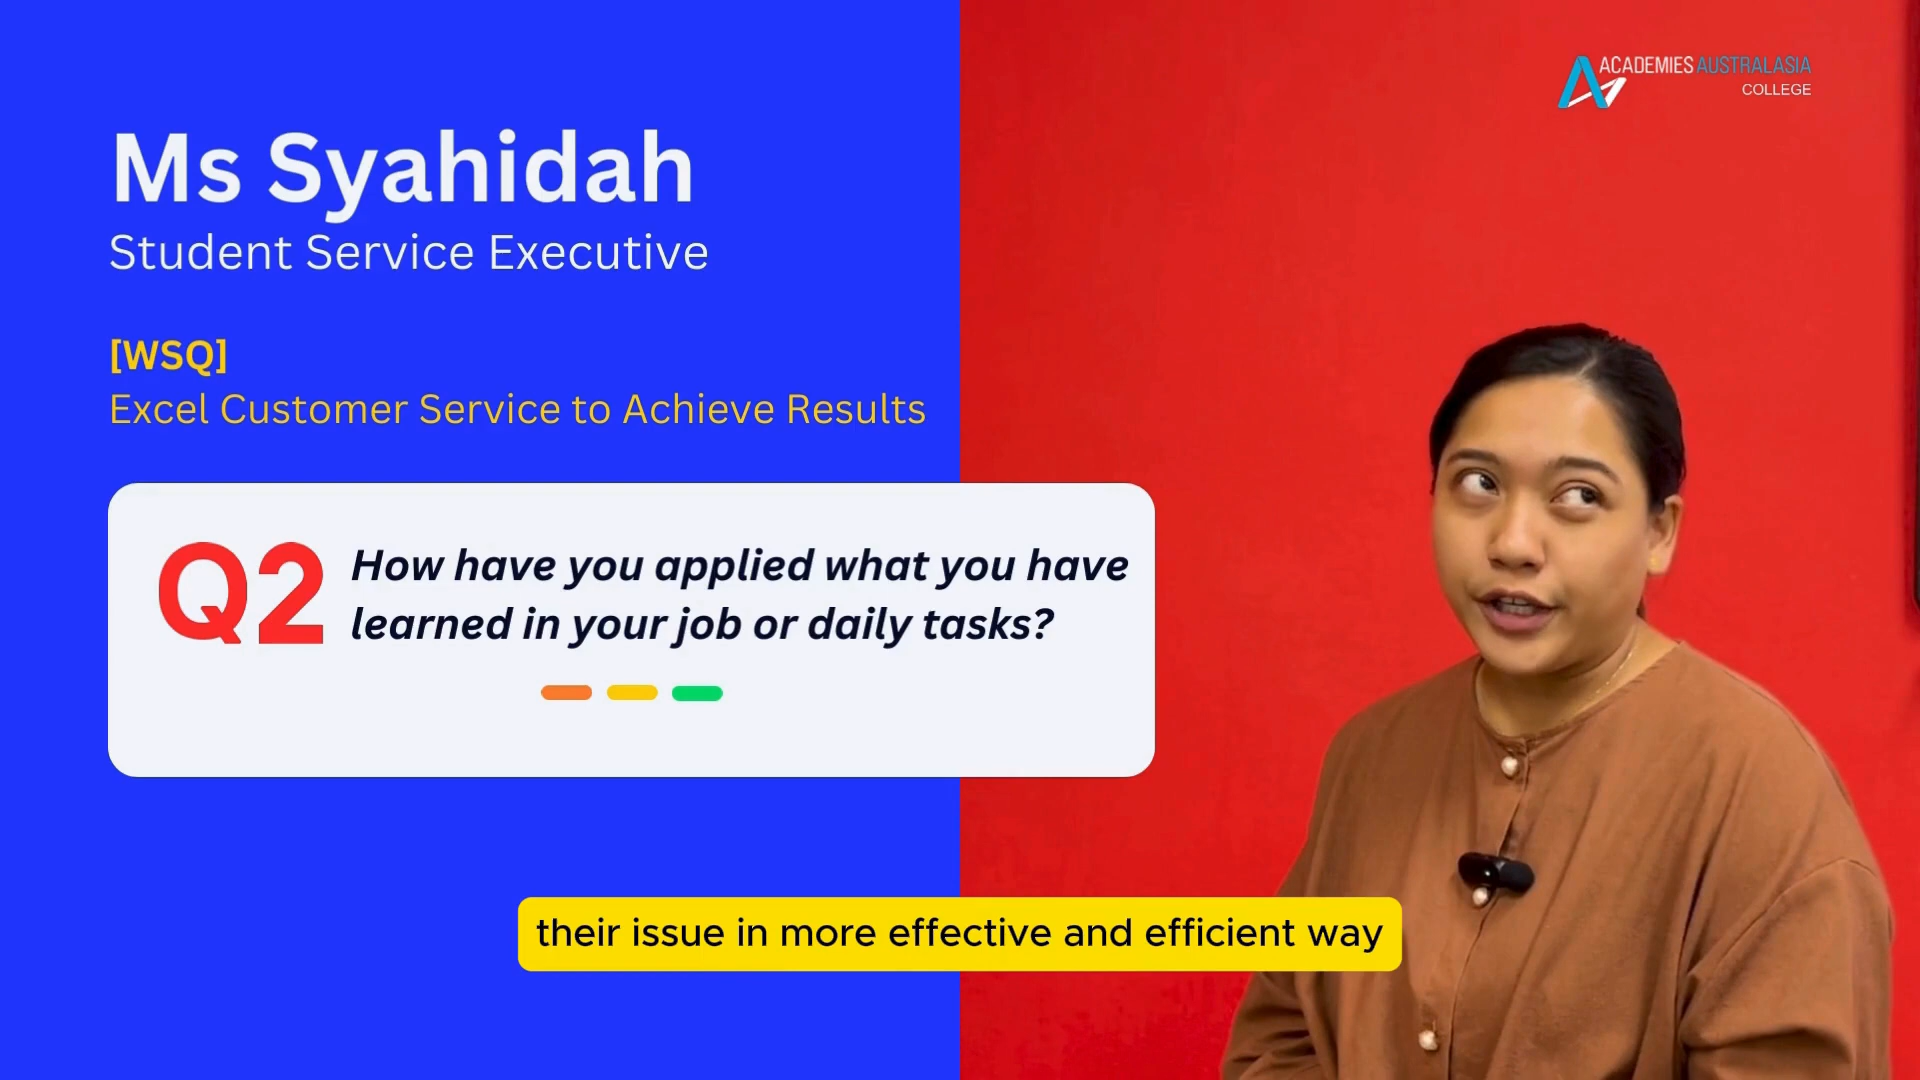 ACADEMIES AUSTRALASIA
COLLEGE
Ms Syahidah
Student Service Executive
[WSQ]
Excel Customer Service to Achieve Results
Q2
How have you applied what you have
learned in your job or daily tasks?
their issue in more effective and efficient way